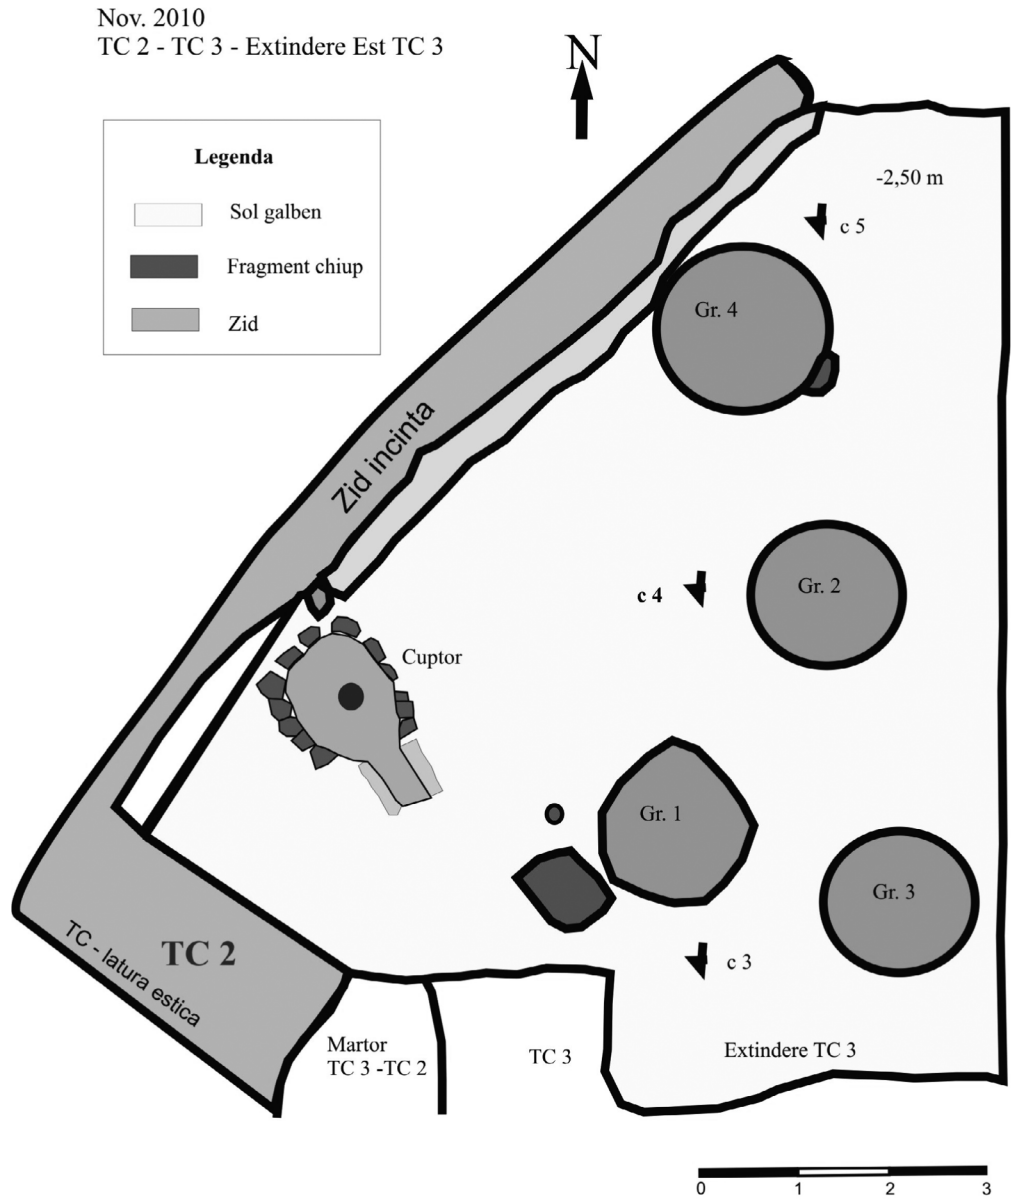 Nov. 2010
TC 2 - TC 3 - Extindere Est TC 3
N
Legenda
Sol galben
Fragment chiup
Zid
-2,50 m
c 5
Gr. 4
Zid incinta
Gr. 2
c 4
Cuptor
Gr. 1
Gr. 3
TC 2
TC - latura estica
c 3
Martor
TC 3 -TC 2
TC 3
Extindere TC 3
0 1 2 3